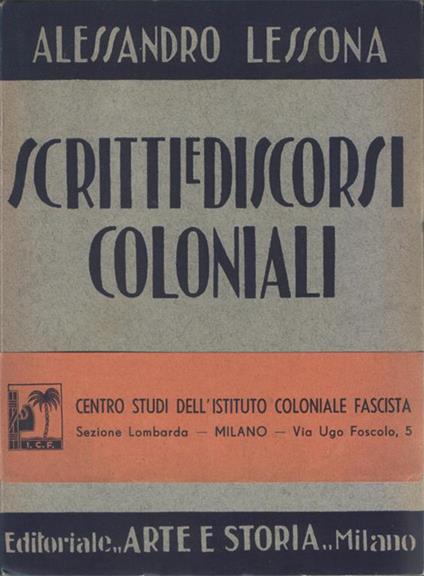 ALESSANDRO LESSONA
SCRITTI E DISCORSI
COLONIALI
CENTRO STUDI DELL'ISTITUTO COLONIALE FASCISTA
Sezione Lombarda — MILANO — Via Ugo Foscolo, 5
I.C.F.
Editoriale „ARTE E STORIA„ Milano